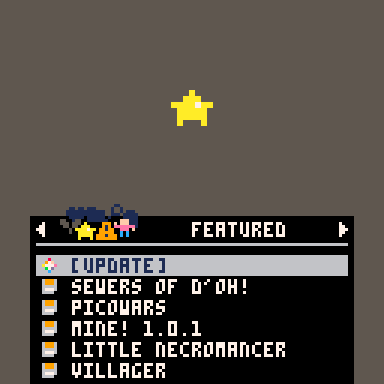 FEATURED
[UPDATE]
SEWERS OF D'OH!
PICOWARS
MINE! 1.0.1
LITTLE NECROMANCER
VILLAGER